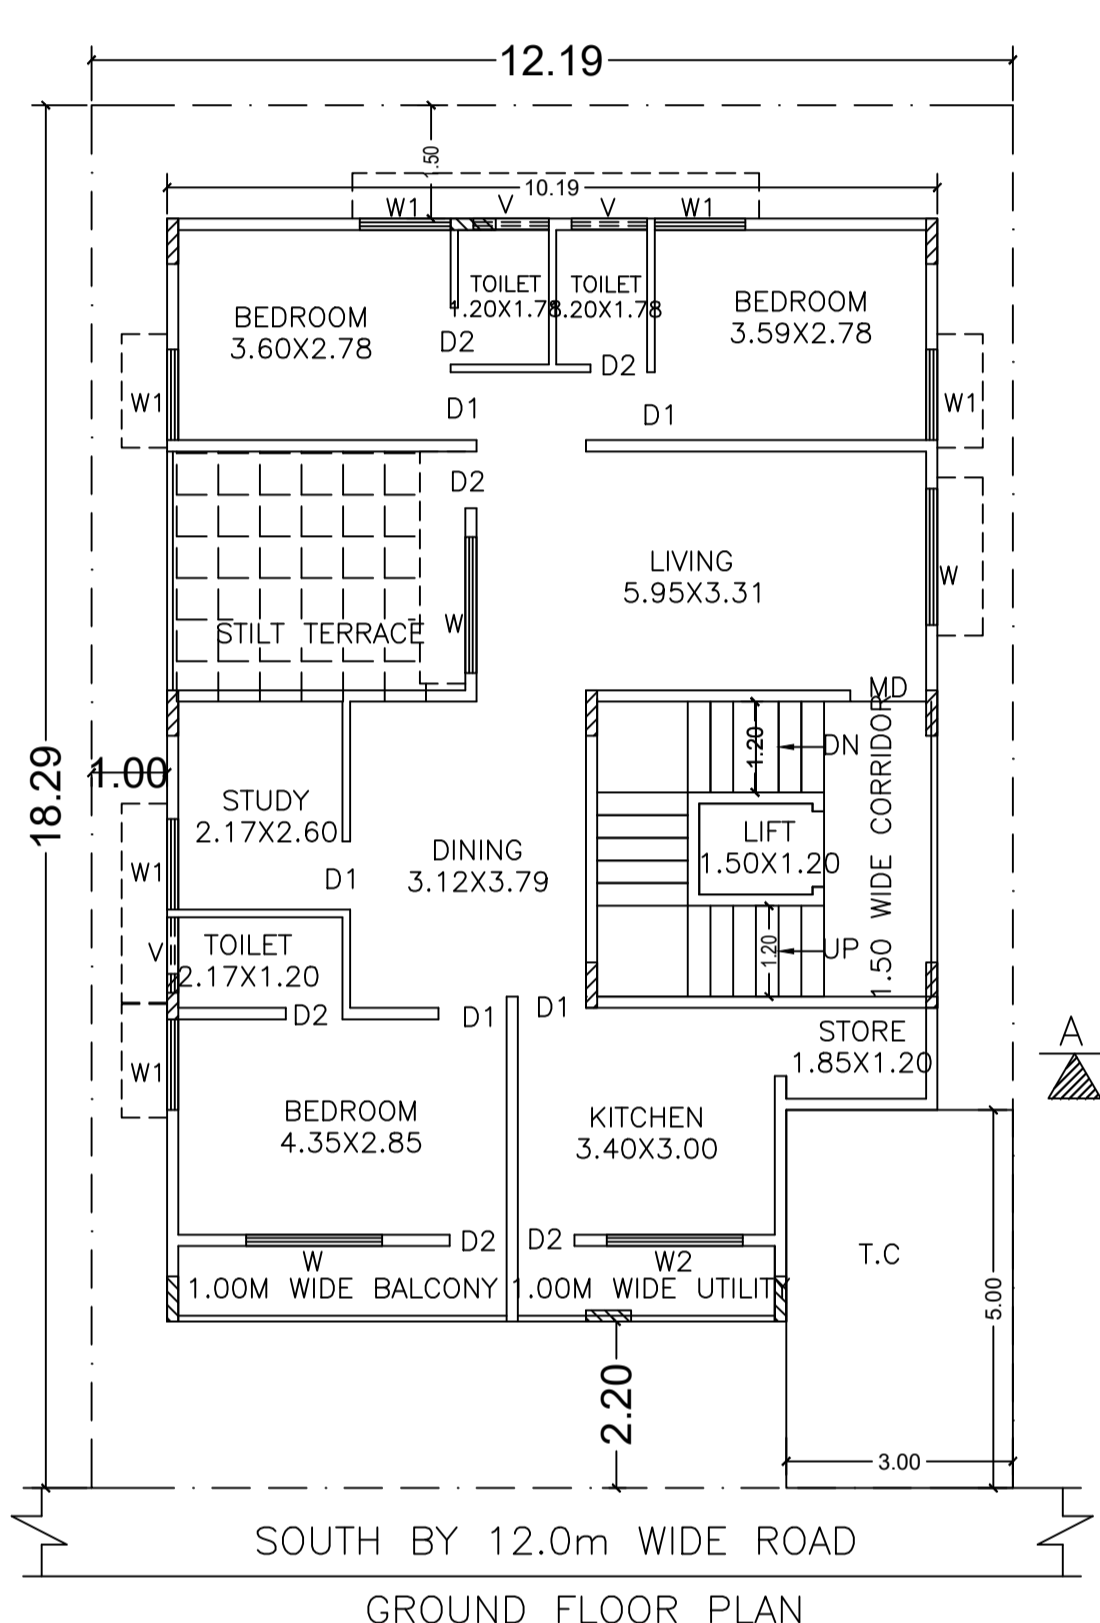 12.19
1.50
10.19
W1
V
V
W1
TOILET
1.20X1.78
TOILET
1.20X1.78
BEDROOM
3.60X2.78
BEDROOM
3.59X2.78
D2
D2
W1
D1
D1
W1
D2
LIVING
5.95X3.31
W
W
STILT TERRACE
MD
18.29
1.00
1.20
DN
1.50 WIDE CORRIDOR
STUDY
2.17X2.60
LIFT
1.50X1.20
DINING
3.12X3.79
W1
D1
TOILET
2.17X1.20
V
1.20
UP
D2
D1
D1
STORE
1.85X1.20
A
W1
BEDROOM
4.35X2.85
KITCHEN
3.40X3.00
D2
D2
W
W2
T.C
1.00M WIDE BALCONY
1.00M WIDE UTILITY
5.00
2.20
3.00
SOUTH BY 12.0m WIDE ROAD
GROUND FLOOR PLAN